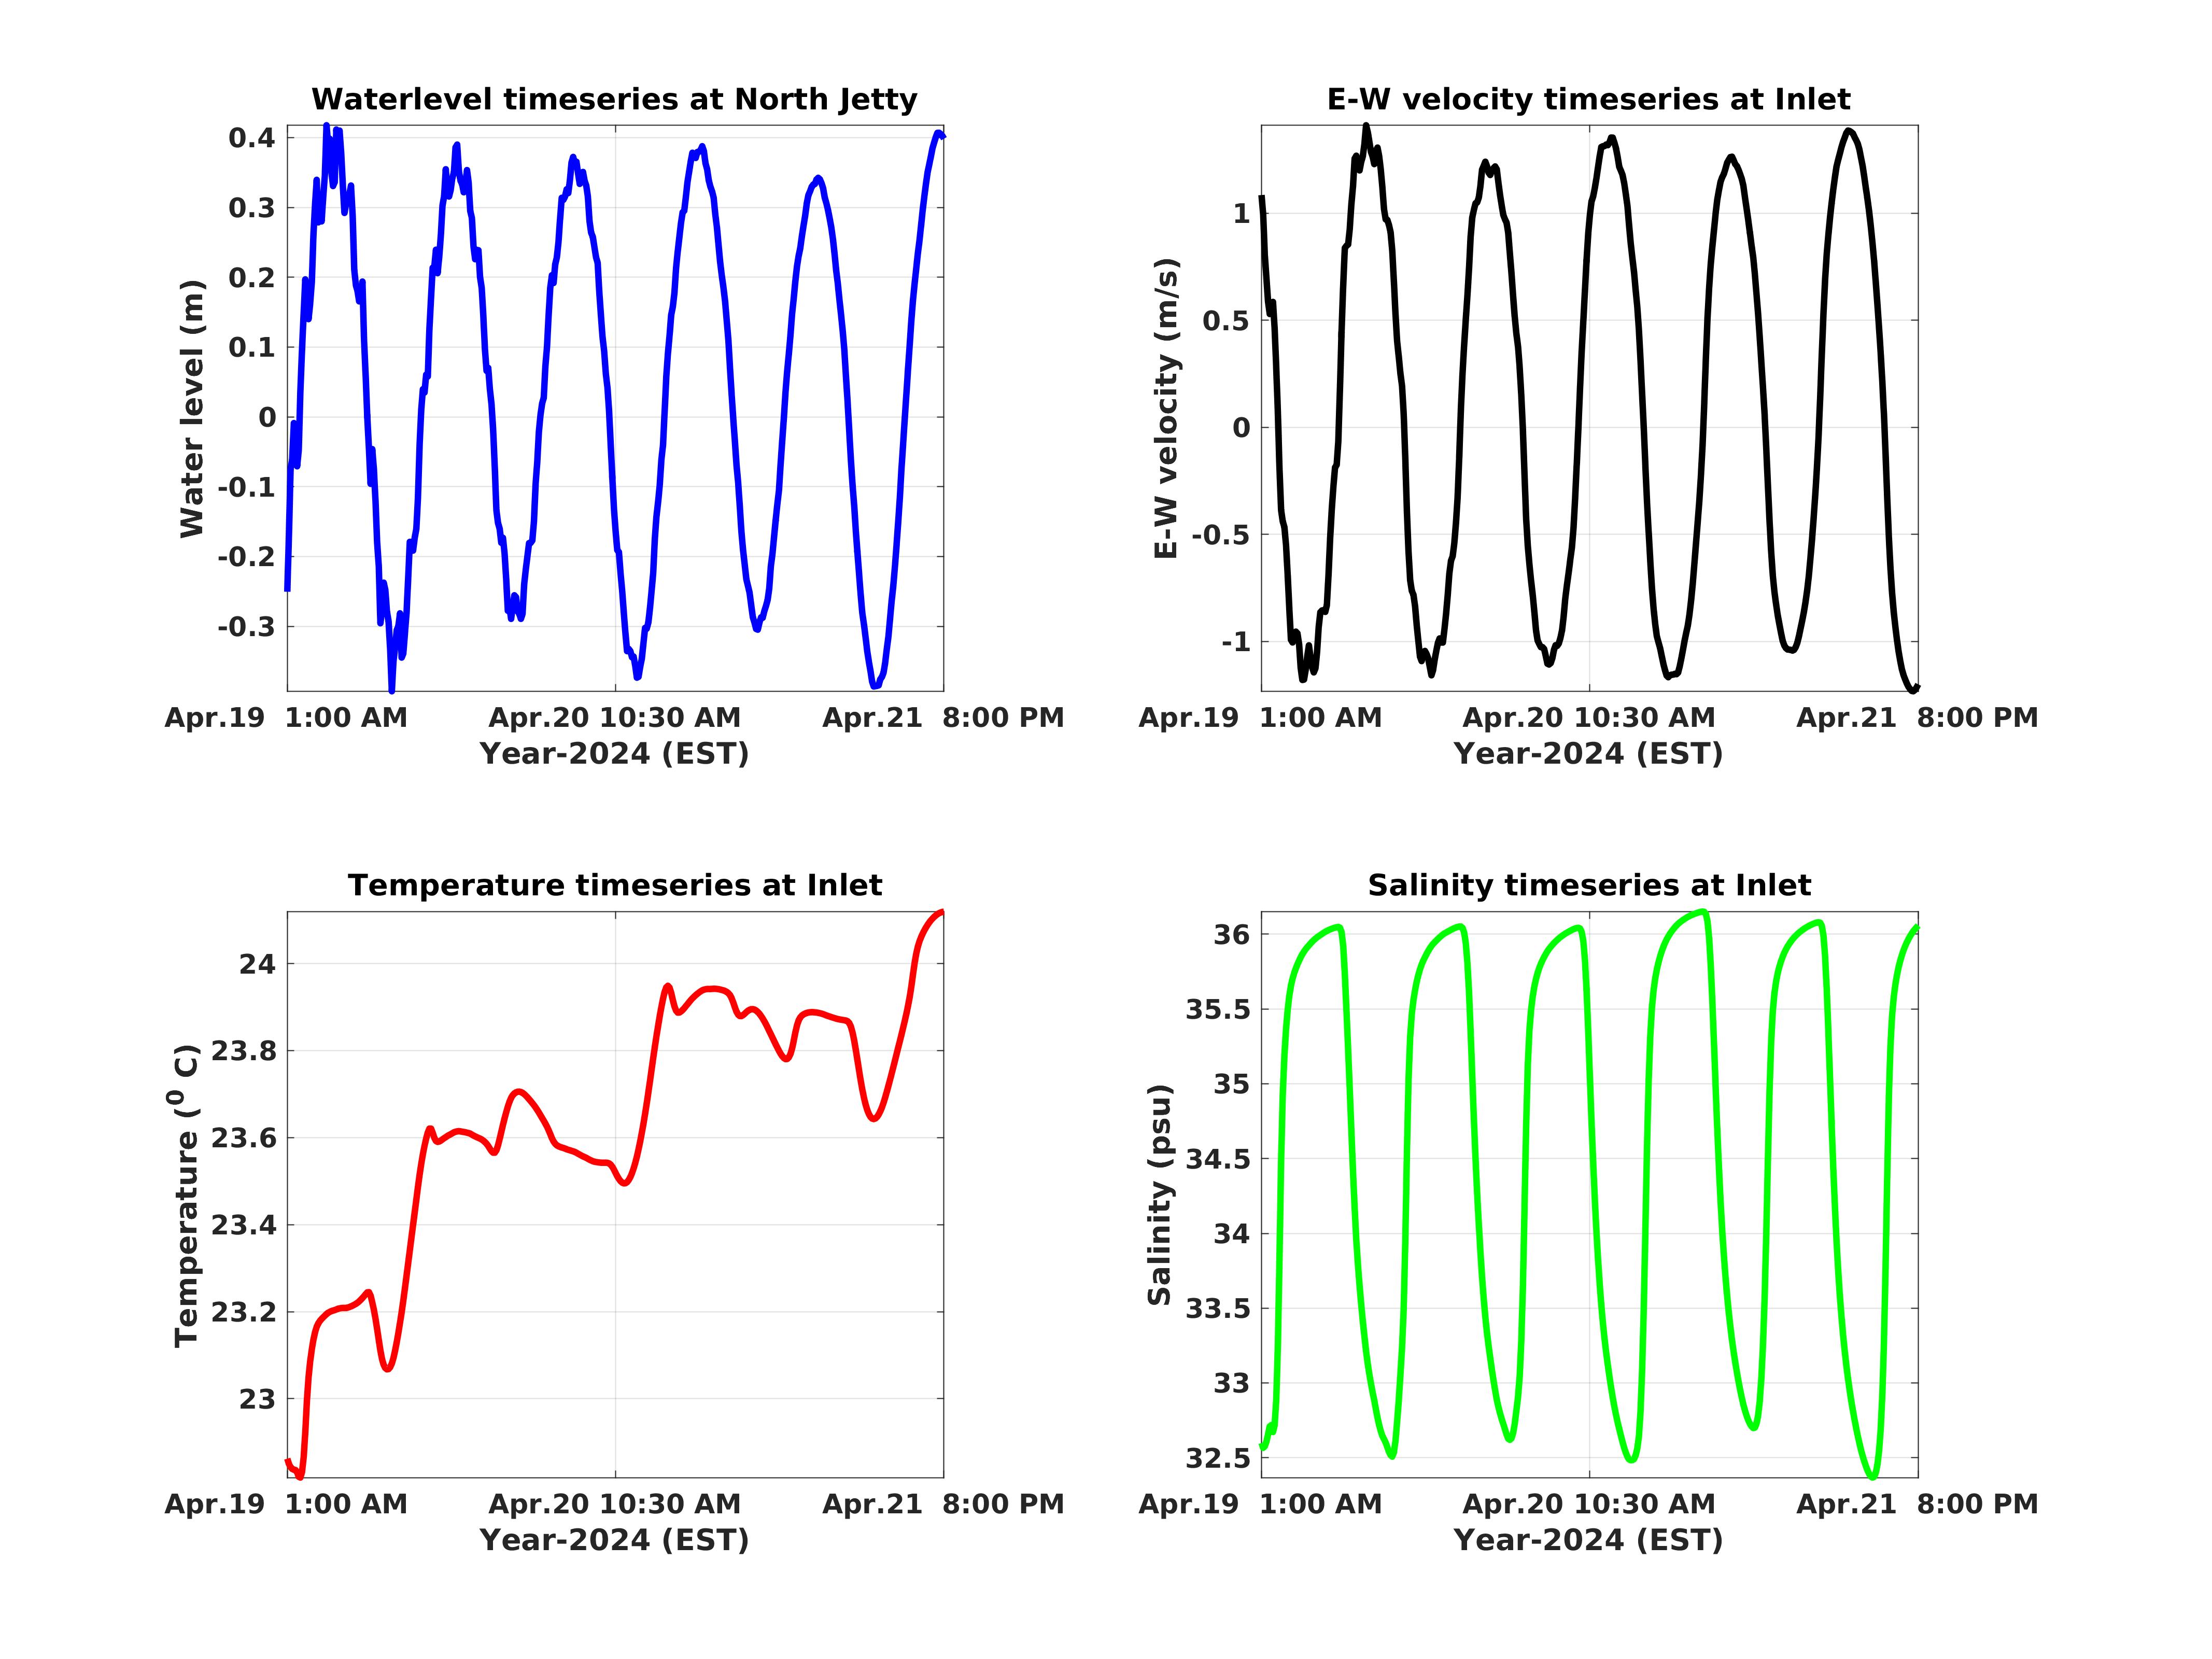 Waterlevel timeseries at North Jetty
0.4
0.3
0.2
0.1
0
-0.1
-0.2
-0.3
Water level (m)
Apr.19 1:00 AM Apr.20 10:30 AM Apr.21 8:00 PM
Year-2024 (EST)
E-W velocity timeseries at Inlet
1
0.5
0
-0.5
-1
E-W velocity (m/s)
Apr.19 1:00 AM Apr.20 10:30 AM Apr.21 8:00 PM
Year-2024 (EST)
Temperature timeseries at Inlet
24
23.8
23.6
23.4
23.2
23
Temperature (⁰ C)
Apr.19 1:00 AM Apr.20 10:30 AM Apr.21 8:00 PM
Year-2024 (EST)
Salinity timeseries at Inlet
36
35.5
35
34.5
34
33.5
33
32.5
Salinity (psu)
Apr.19 1:00 AM Apr.20 10:30 AM Apr.21 8:00 PM
Year-2024 (EST)